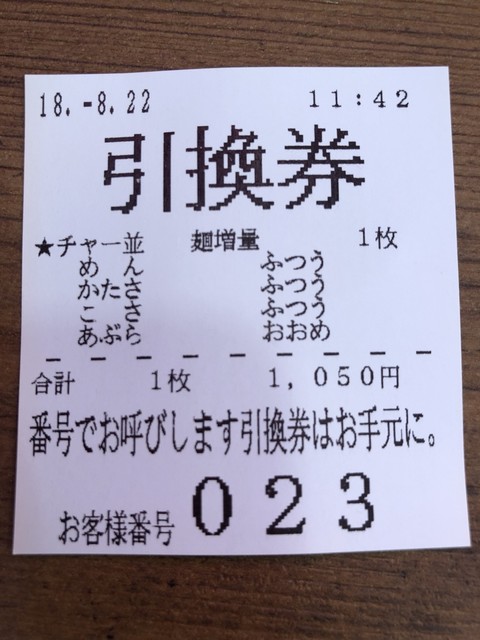 18.-8.22 11:42
引換券
★チャー並 麺増量 1枚
めん ふつう
かたさ ふつう
こさ ふつう
あぶら おおめ
合計 1枚 1,050円
番号でお呼びします引換券はお手元に。
お客様番号 023